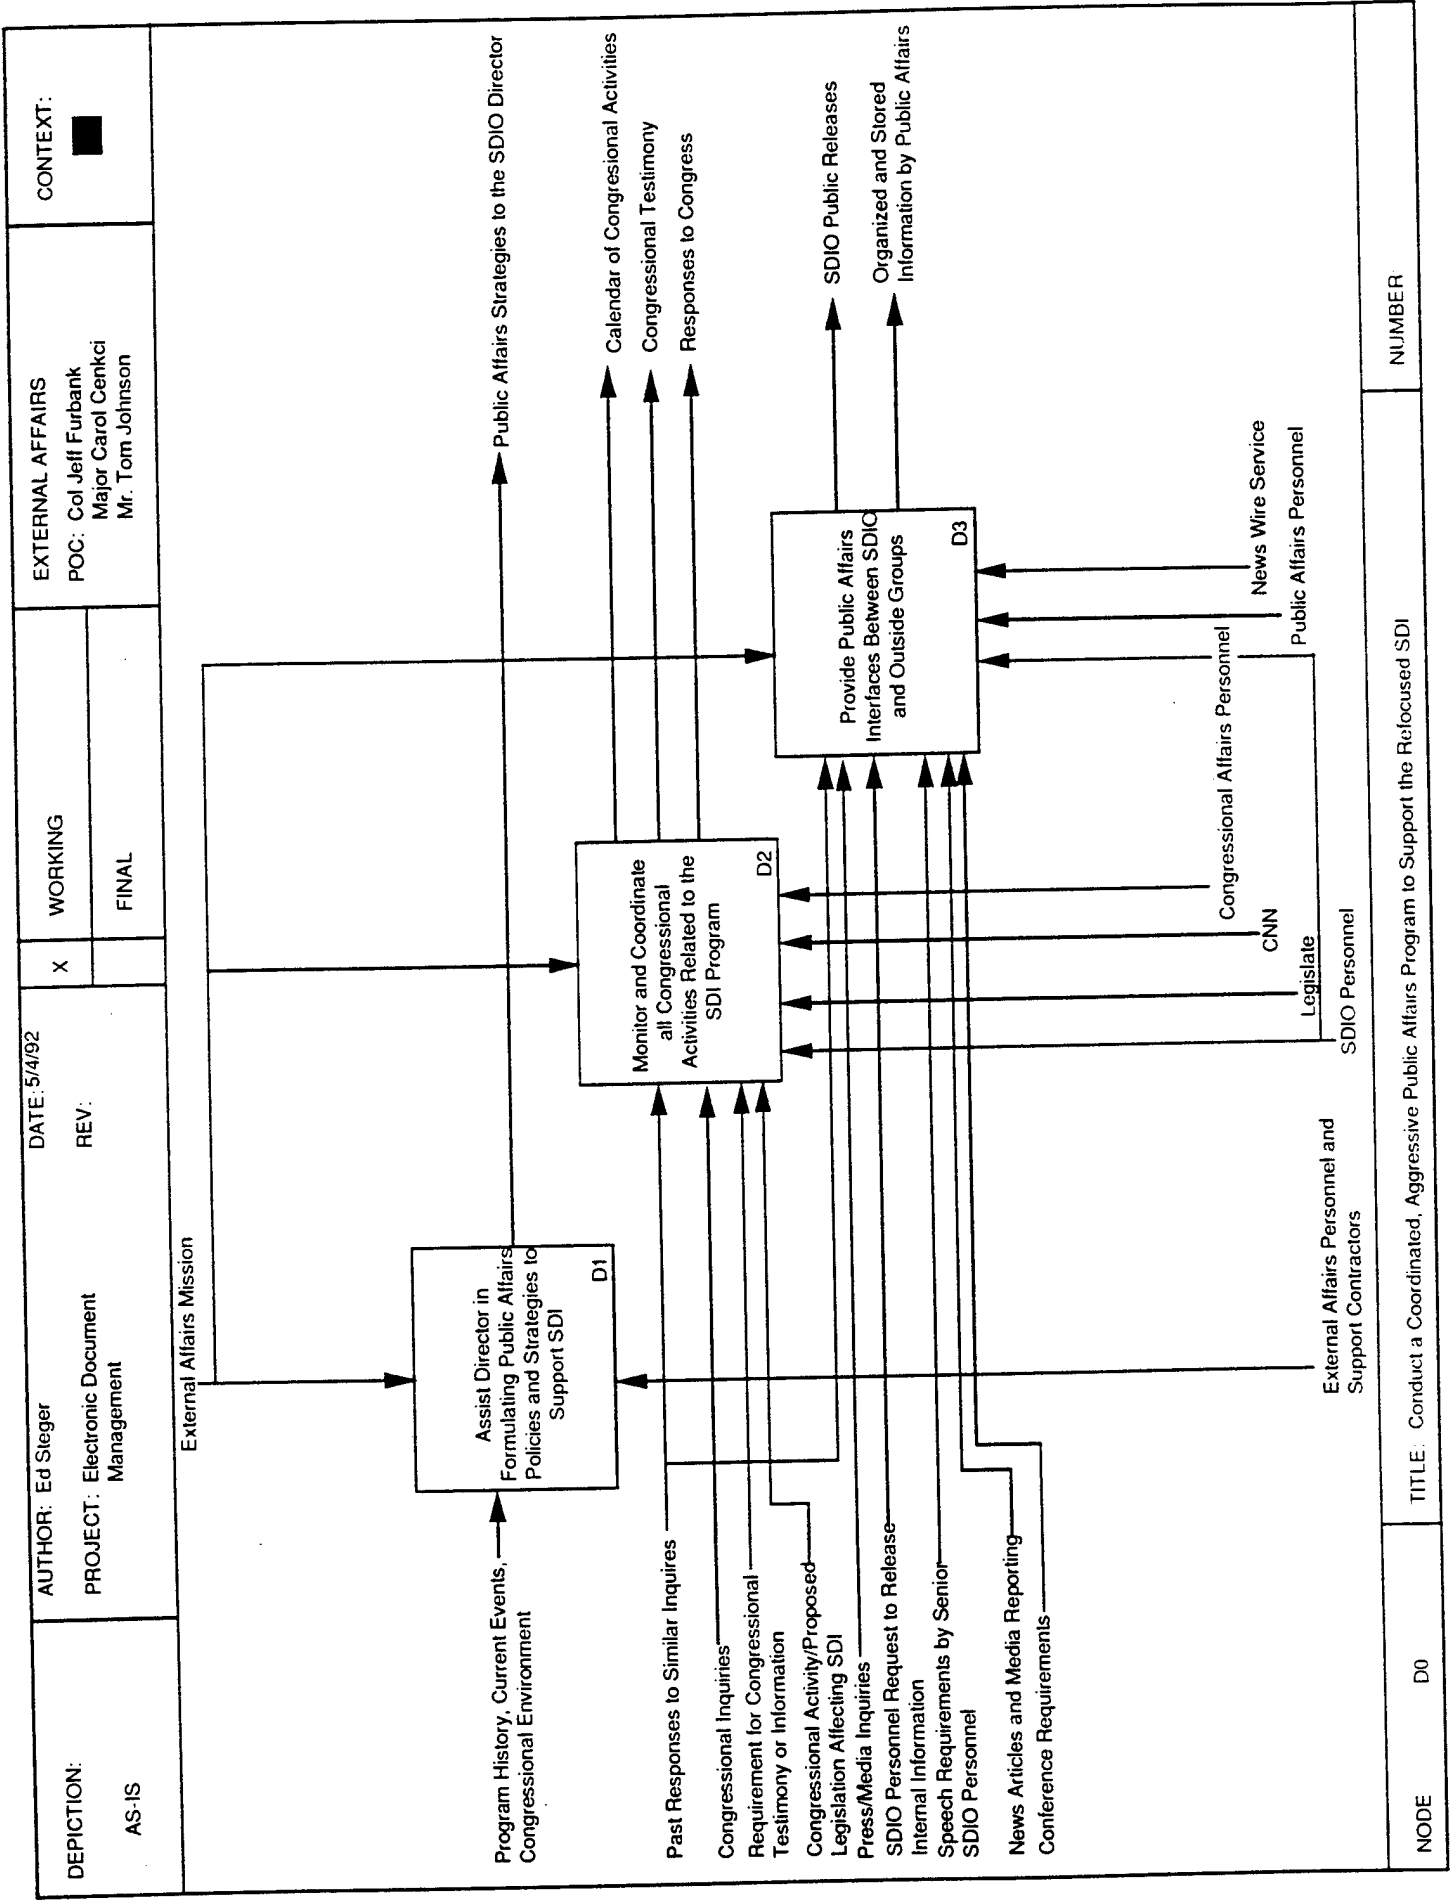 DEPICTION:
AS-IS
AUTHOR: Ed Steger
PROJECT: Electronic Document
Management
DATE: 5/4/92
REV:
X
WORKING
FINAL
EXTERNAL AFFAIRS
POC: Col Jeff Furbank
Major Carol Cenkci
Mr. Tom Johnson
CONTEXT:
External Affairs Mission
Program History, Current Events,
Congressional Environment
Assist Director in
Formulating Public Affairs
Policies and Strategies to
Support SDI
D1
Public Affairs Strategies to the SDIO Director
Past Responses to Similar Inquires
Congressional Inquiries
Requirement for Congressional
Testimony or Information
Congressional Activity/Proposed
Legislation Affecting SDI
Press/Media Inquiries
SDIO Personnel Request to Release
Internal Information
Speech Requirements by Senior
SDIO Personnel
News Articles and Media Reporting
Conference Requirements
Monitor and Coordinate
all Congressional
Activities Related to the
SDI Program
D2
Calendar of Congresional Activities
Congressional Testimony
Responses to Congress
Provide Public Affairs
Interfaces Between SDIO
and Outside Groups
D3
SDIO Public Releases
Organized and Stored
Information by Public Affairs
External Affairs Personnel and
Support Contractors
SDIO Personnel
Legislate
CNN
Congressional Affairs Personnel
Public Affairs Personnel
News Wire Service
NODE D0
TITLE: Conduct a Coordinated, Aggressive Public Affairs Program to Support the Refocused SDI
NUMBER